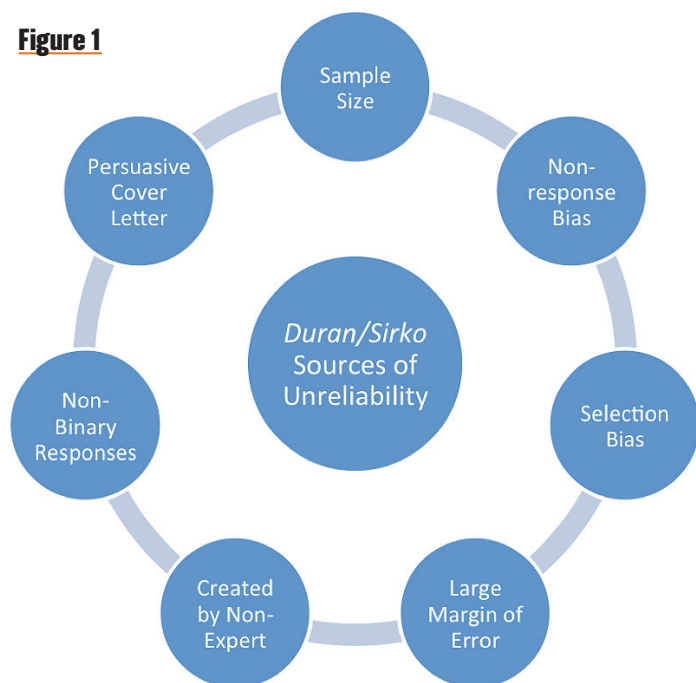 Figure 1
Sample
Size
Non-
response
Bias
Selection
Bias
Large
Margin of
Error
Created
by Non-
Expert
Non-
Binary
Responses
Persuasive
Cover
Letter
Duran/Sirko
Sources of
Unreliability